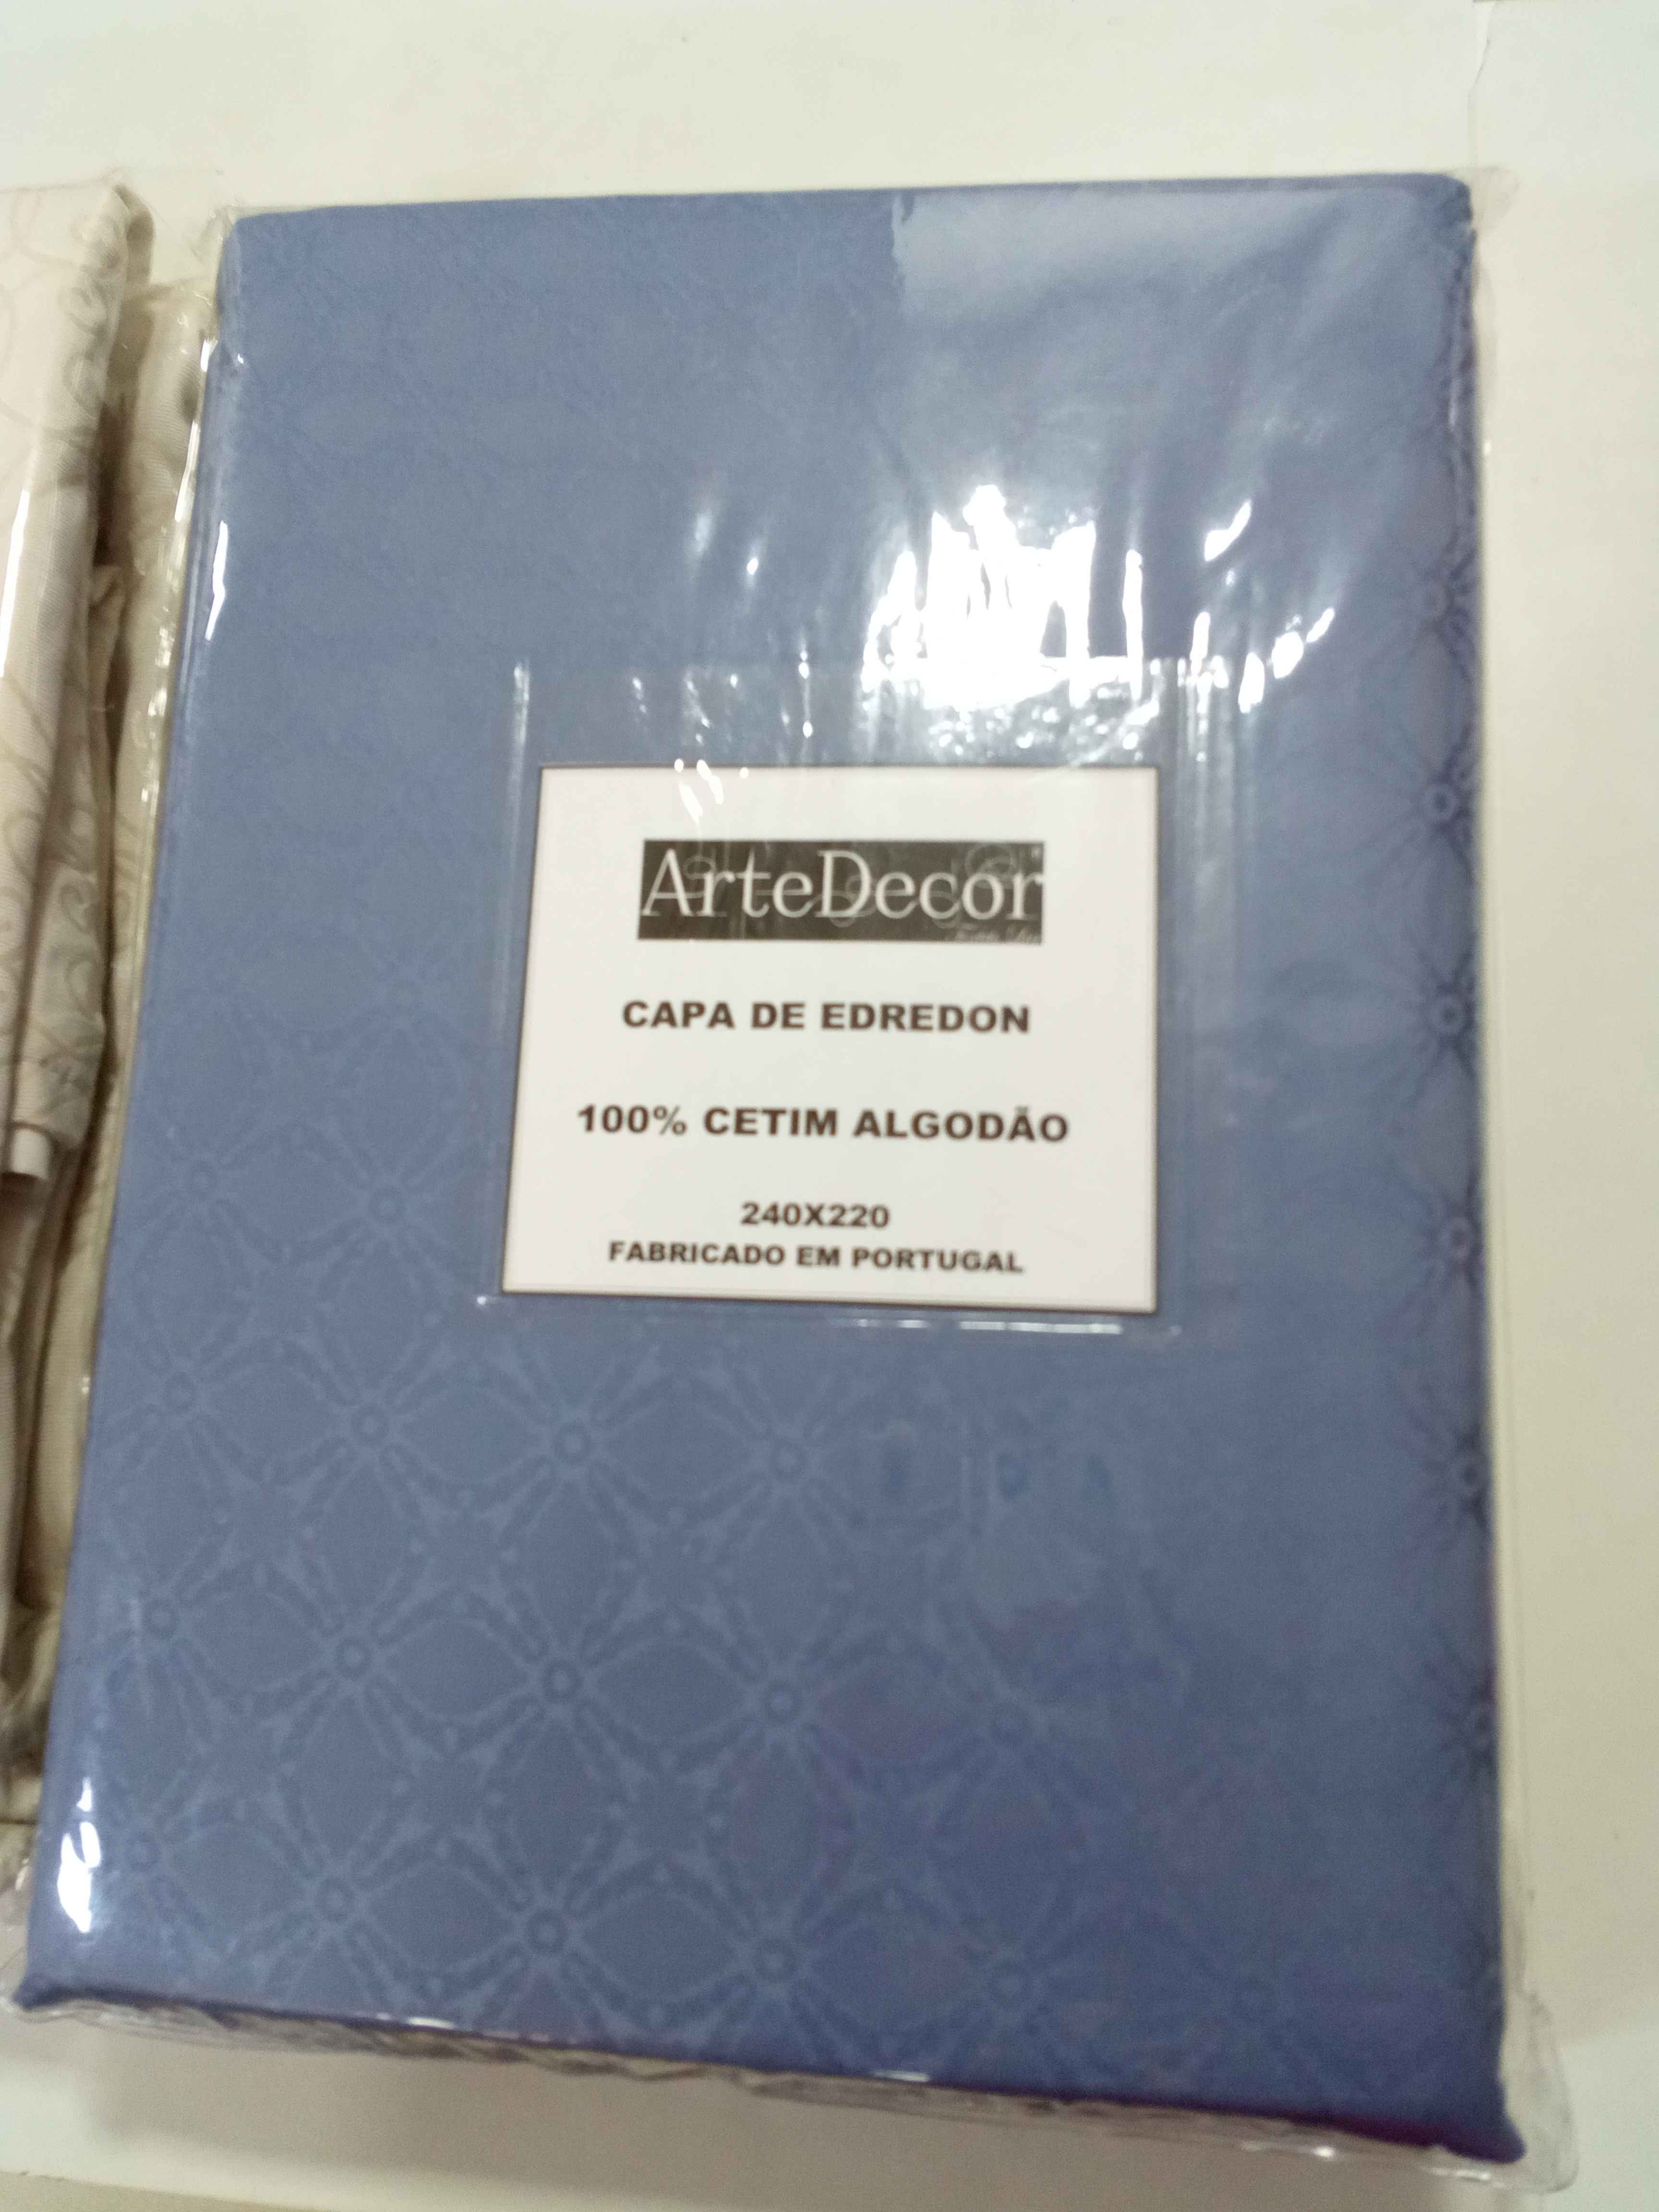 ArteDecor
CAPA DE EDREDON
100% CETIM ALGODÃO
240X220
FABRICADO EM PORTUGAL